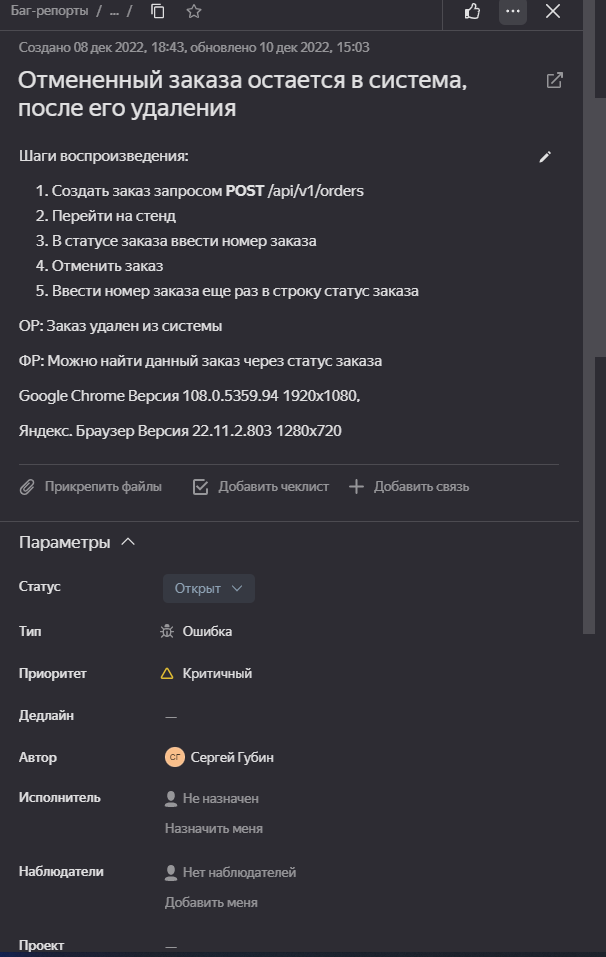 Баг-репорты / ... /
Создано 08 дек 2022, 18:43, обновлено 10 дек 2022, 15:03
Отмененный заказа остается в система,
после его удаления
Шаги воспроизведения:
1. Создать заказ запросом POST /api/v1/orders
2. Перейти на стенд
3. В статусе заказа ввести номер заказа
4. Отменить заказ
5. Ввести номер заказа еще раз в строку статус заказа
ОР: Заказ удален из системы
ФР: Можно найти данный заказ через статус заказа
Google Chrome Версия 108.0.5359.94 1920x1080,
Яндекс. Браузер Версия 22.11.2.803 1280x720
Прикрепить файлы Добавить чеклист Добавить связь
Параметры
Статус Открыт
Тип Ошибка
Приоритет Критичный
Дедлайн —
Автор СГ Сергей Губин
Исполнитель Не назначен
Назначить меня
Наблюдатели Нет наблюдателей
Добавить меня
Проект —